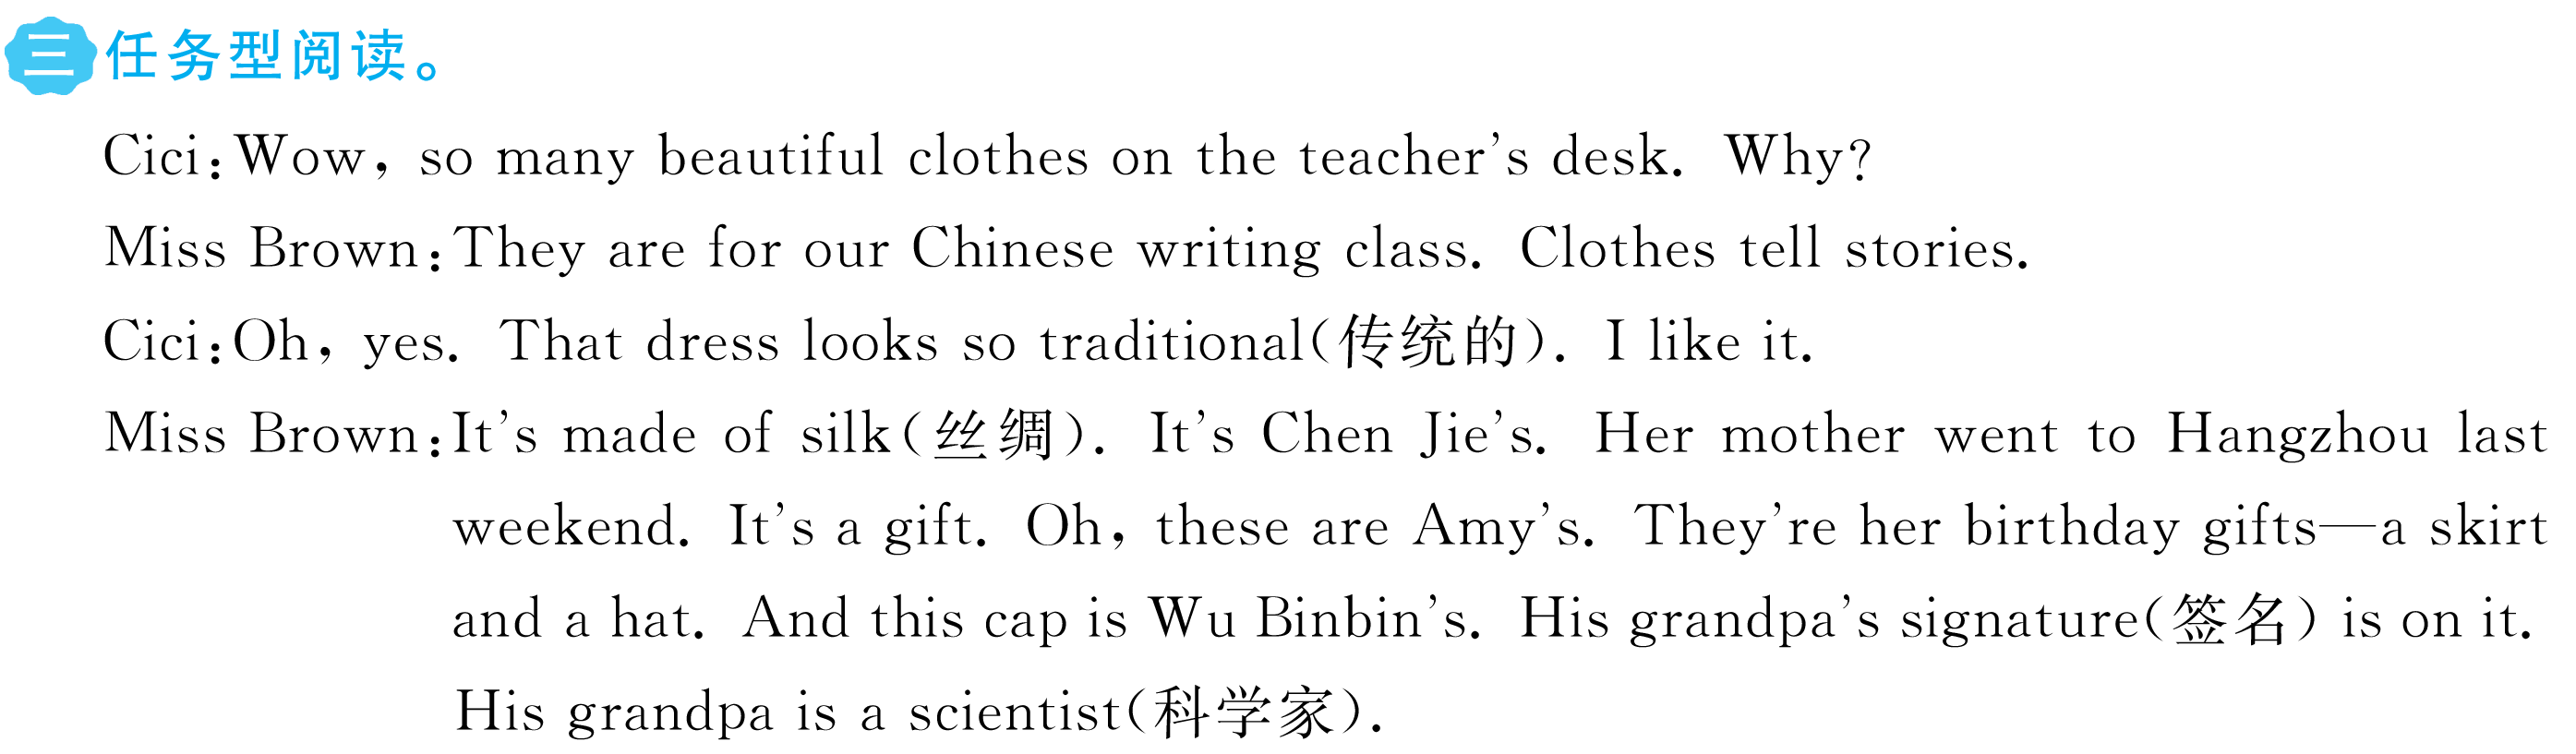 三 任务型阅读。
Cici:Wow, so many beautiful clothes on the teacher's desk. Why?
Miss Brown:They are for our Chinese writing class. Clothes tell stories.
Cici:Oh, yes. That dress looks so traditional(传统的). I like it.
Miss Brown:It's made of silk(丝绸). It's Chen Jie's. Her mother went to Hangzhou last
weekend. It's a gift. Oh, these are Amy's. They're her birthday gifts—a skirt
and a hat. And this cap is Wu Binbin's. His grandpa's signature(签名) is on it.
His grandpa is a scientist(科学家).